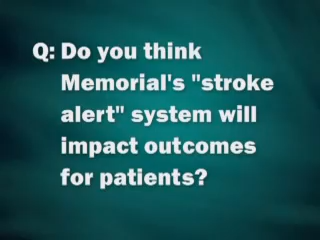 Q: Do you think
Memorial's "stroke
alert" system will
impact outcomes
for patients?